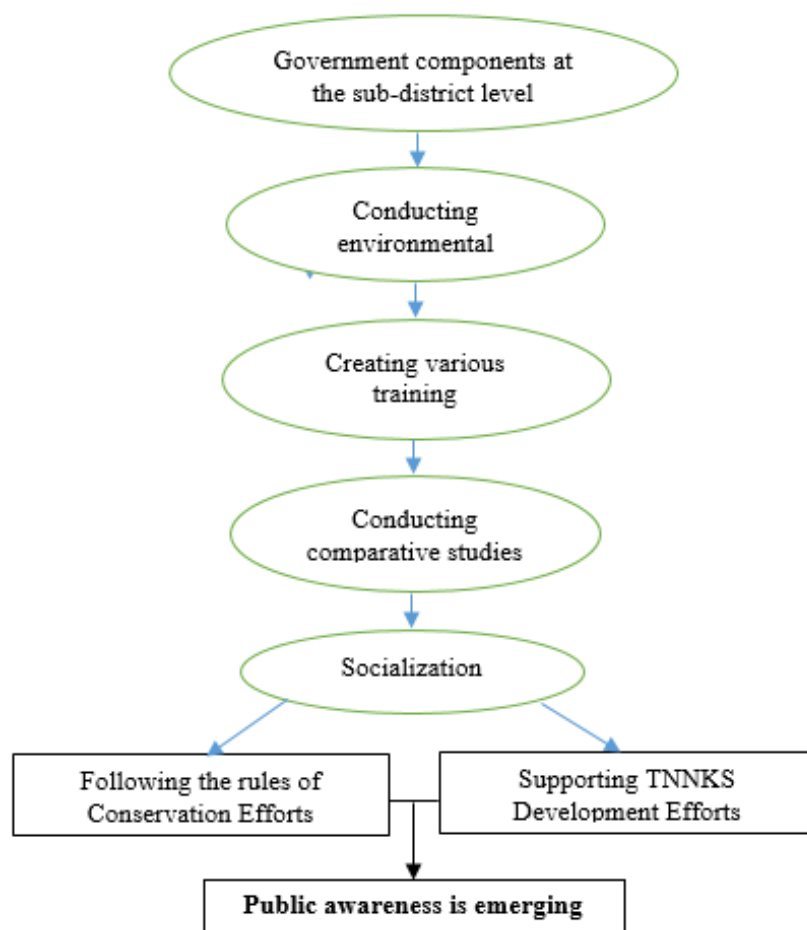 Government components at
the sub-district level
Conducting
environmental
Creating various
training
Conducting
comparative studies
Socialization
Following the rules of
Conservation Efforts
Supporting TNNKS
Development Efforts
Public awareness is emerging